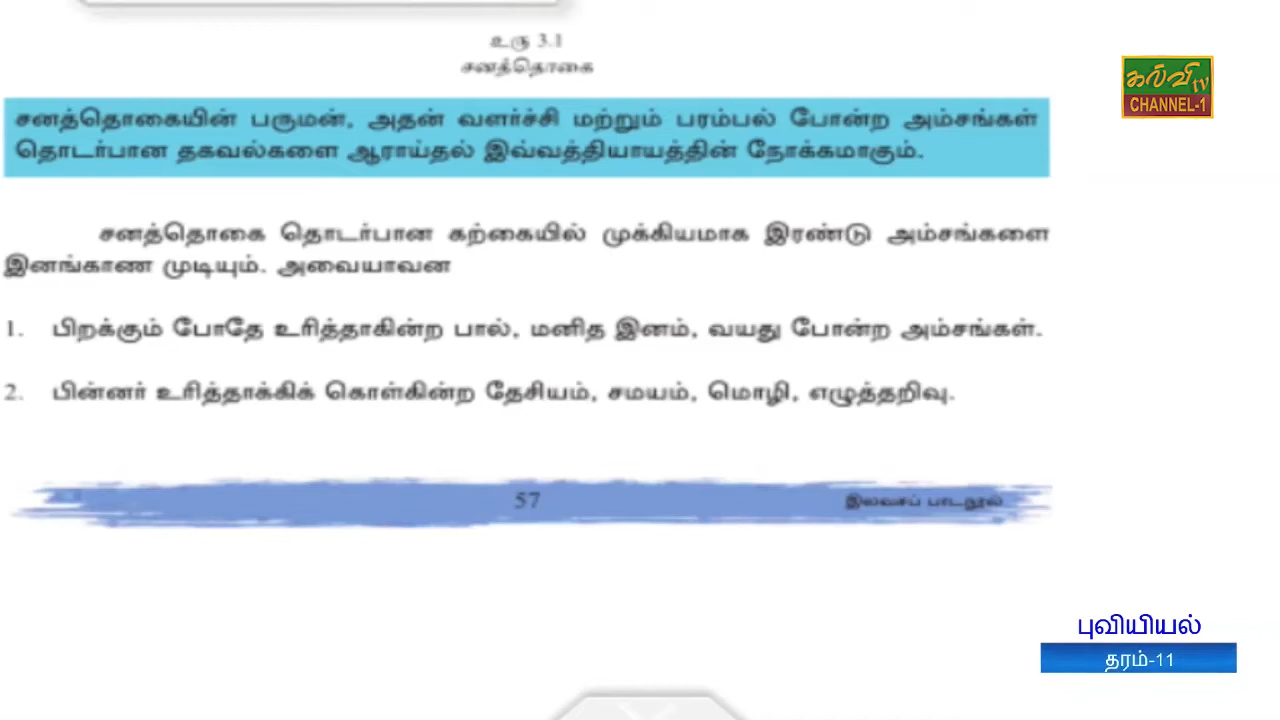 உரு 3.1
சனத்தொகை
கல்வி tv
CHANNEL-1
சனத்தொகையின் பருமன், அதன் வளர்ச்சி மற்றும் பரம்பல் போன்ற அம்சங்கள்
தொடர்பான தகவல்களை ஆராய்தல் இவ்வத்தியாயத்தின் நோக்கமாகும்.
சனத்தொகை தொடர்பான கற்கையில் முக்கியமாக இரண்டு அம்சங்களை
இனங்காண முடியும். அவையாவன
1. பிறக்கும் போதே உரித்தாகின்ற பால், மனித இனம், வயது போன்ற அம்சங்கள்.
2. பின்னர் உரித்தாக்கிக் கொள்கின்ற தேசியம், சமயம், மொழி, எழுத்தறிவு.
57
இலவசப் பாடநூல்
புவியியல்
தரம்-11